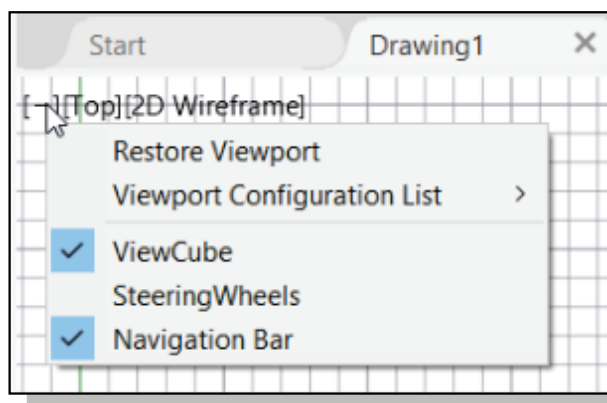 Start Drawing1
[−][Top][2D Wireframe]
Restore Viewport
Viewport Configuration List
ViewCube
SteeringWheels
Navigation Bar